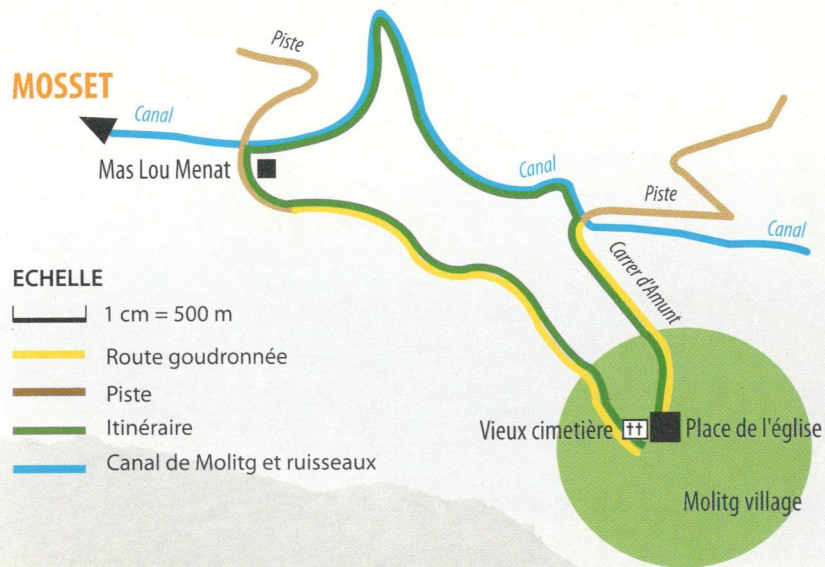 Piste
MOSSET
Canal
Mas Lou Menat
Canal
Piste
Canal
Carrer d'Amunt
ECHELLE
1 cm = 500 m
Route goudronnée
Piste
Itinéraire
Canal de Molitg et ruisseaux
Vieux cimetière
Place de l'église
Molitg village